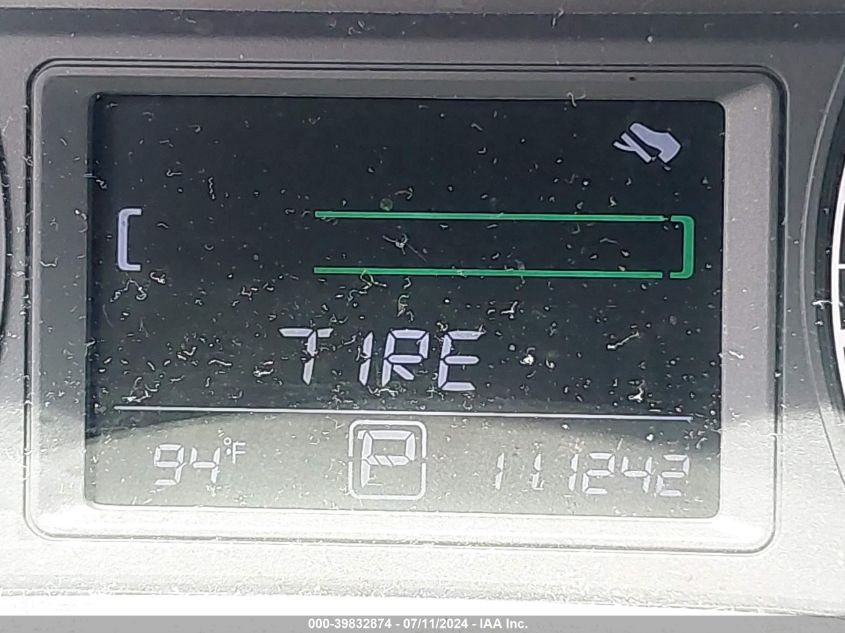 TIRE
94°F P 111242
000-39832874 / 07/11/2024 - IAA Inc.